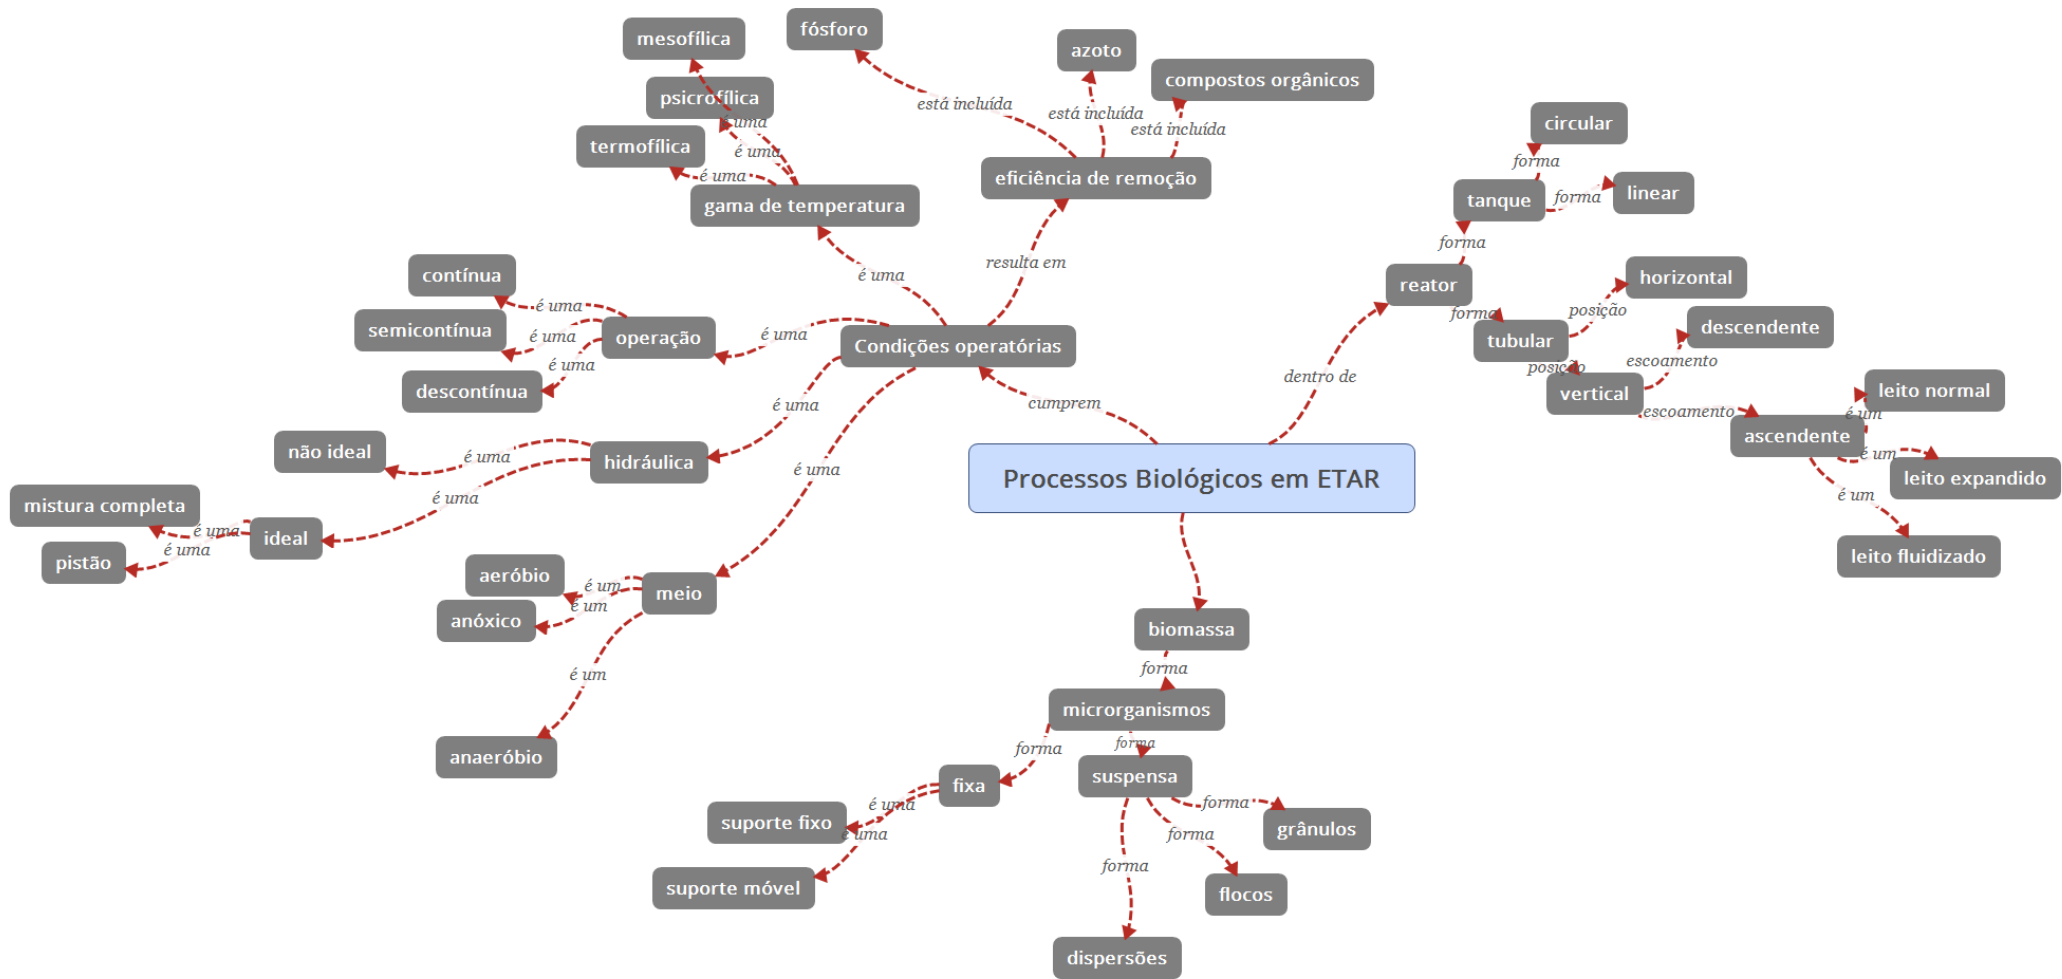 fósforo
mesofílica
azoto
compostos orgânicos
psicrofílica
está incluída
está incluída
está incluída
é uma
circular
termofílica
é uma
é uma
forma
eficiência de remoção
gama de temperatura
tanque
forma
linear
forma
resulta em
é uma
contínua
reator
horizontal
é uma
forma
posição
semicontínua
é uma
operação
é uma
Condições operatórias
tubular
descendente
é uma
posição
escoamento
descontínua
dentro de
vertical
leito normal
é uma
cumprem
escoamento
é um
ascendente
não ideal
é uma
hidráulica
é uma
é um
leito expandido
Processos Biológicos em ETAR
mistura completa
é uma
é um
é uma
ideal
é uma
pistão
leito fluidizado
aeróbio
é um
meio
é um
anóxico
biomassa
é um
forma
microrganismos
anaeróbio
forma
forma
suspensa
fixa
é uma
forma
suporte fixo
é uma
forma
grânulos
forma
suporte móvel
flocos
dispersões